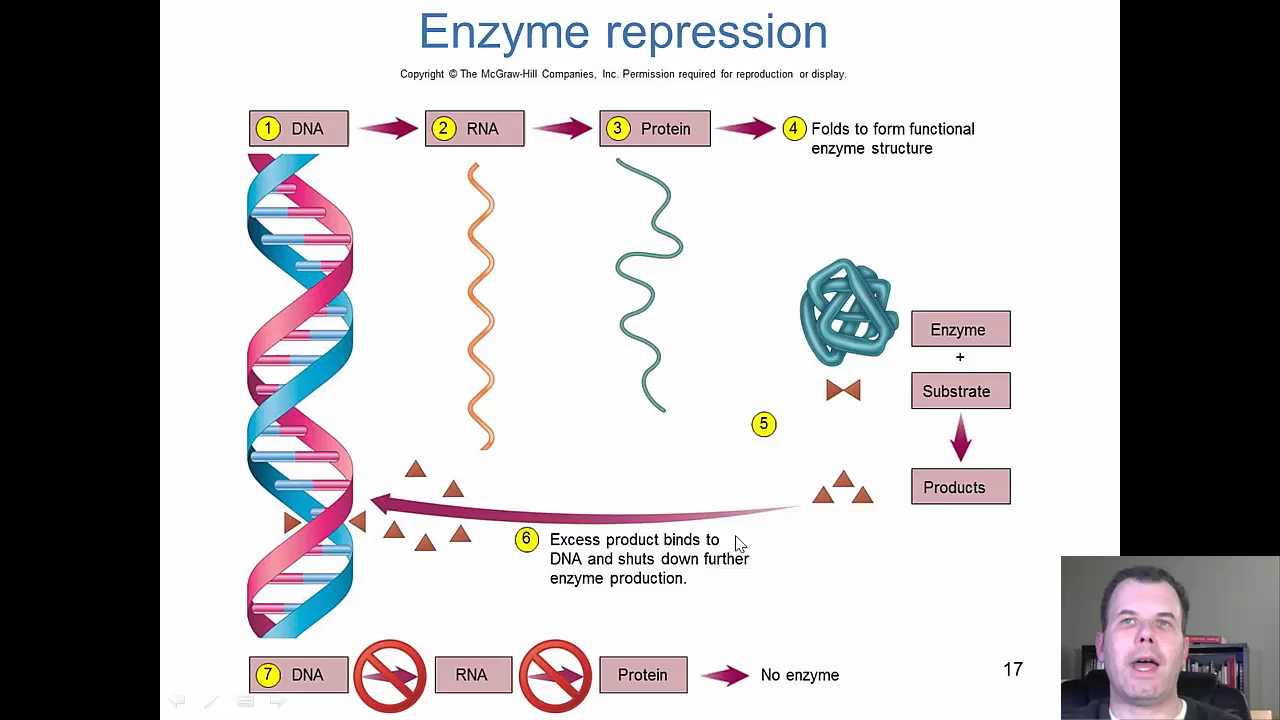 Enzyme repression
Copyright © The McGraw-Hill Companies, Inc. Permission required for reproduction or display.
1 DNA
2 RNA
3 Protein
4 Folds to form functional
enzyme structure
Enzyme
+
Substrate
5
Products
6 Excess product binds to
DNA and shuts down further
enzyme production.
7 DNA
RNA
Protein
No enzyme
17